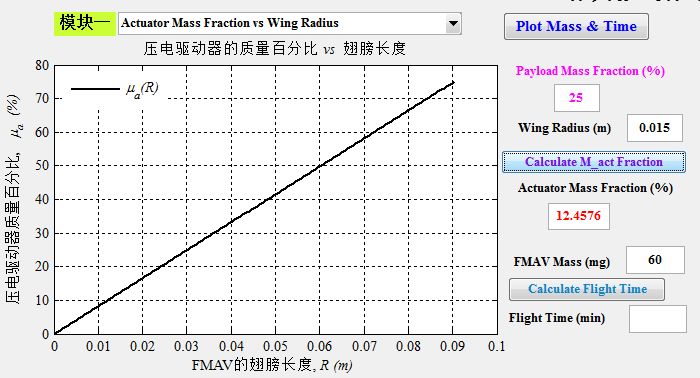 模块一
Actuator Mass Fraction vs Wing Radius
压电驱动器的质量百分比 vs 翅膀长度
压电驱动器质量百分比, μa (%)
80
70
60
50
40
30
20
10
0
μa(R)
0 0.01 0.02 0.03 0.04 0.05 0.06 0.07 0.08 0.09 0.1
FMAV的翅膀长度, R (m)
Plot Mass & Time
Payload Mass Fraction (%)
25
Wing Radius (m) 0.015
Calculate M_act Fraction
Actuator Mass Fraction (%)
12.4576
FMAV Mass (mg) 60
Calculate Flight Time
Flight Time (min)